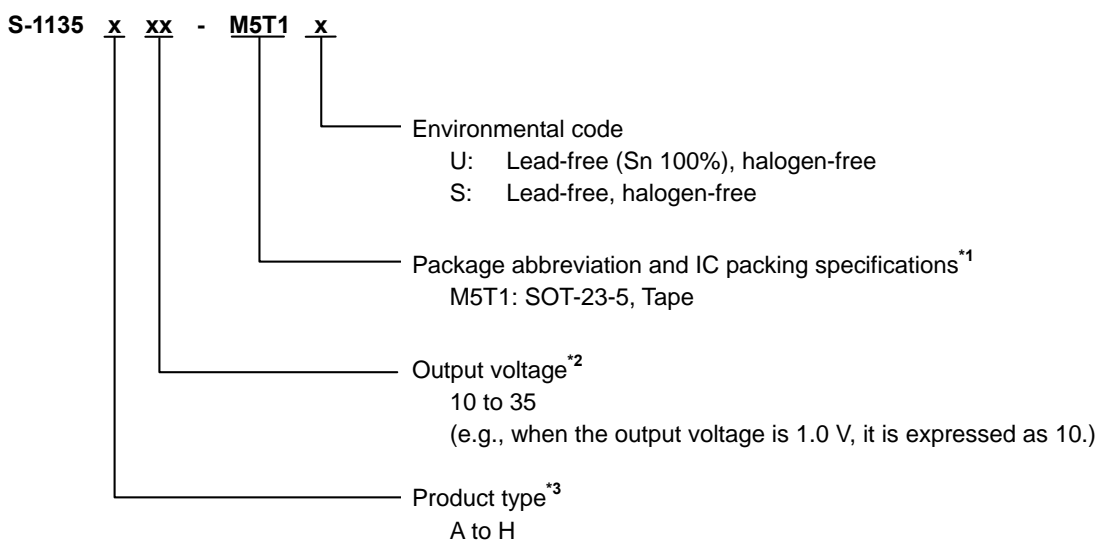 S-1135 x xx - M5T1 x
Environmental code
U: Lead-free (Sn 100%), halogen-free
S: Lead-free, halogen-free
Package abbreviation and IC packing specifications*1
M5T1: SOT-23-5, Tape
Output voltage*2
10 to 35
(e.g., when the output voltage is 1.0 V, it is expressed as 10.)
Product type*3
A to H